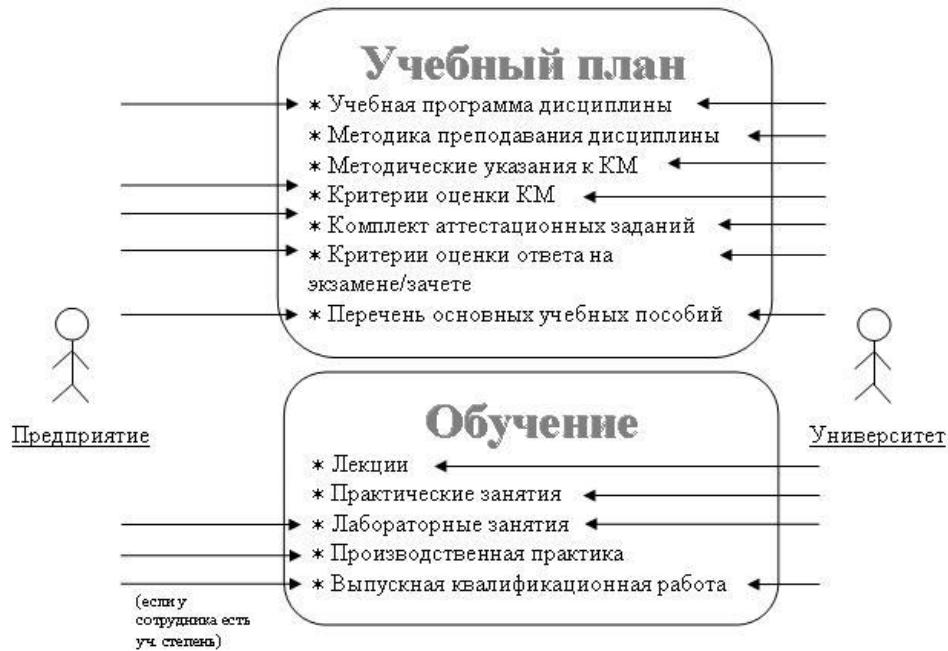 Учебный план
* Учебная программа дисциплины
* Методика преподавания дисциплины
* Методические указания к КМ
* Критерии оценки КМ
* Комплект аттестационных заданий
* Критерии оценки ответа на
экзамене/зачете
* Перечень основных учебных пособий
Предприятие
Университет
Обучение
* Лекции
* Практические занятия
* Лабораторные занятия
* Производственная практика
* Выпускная квалификационная работа
(если у
сотрудника есть
уч. степень)